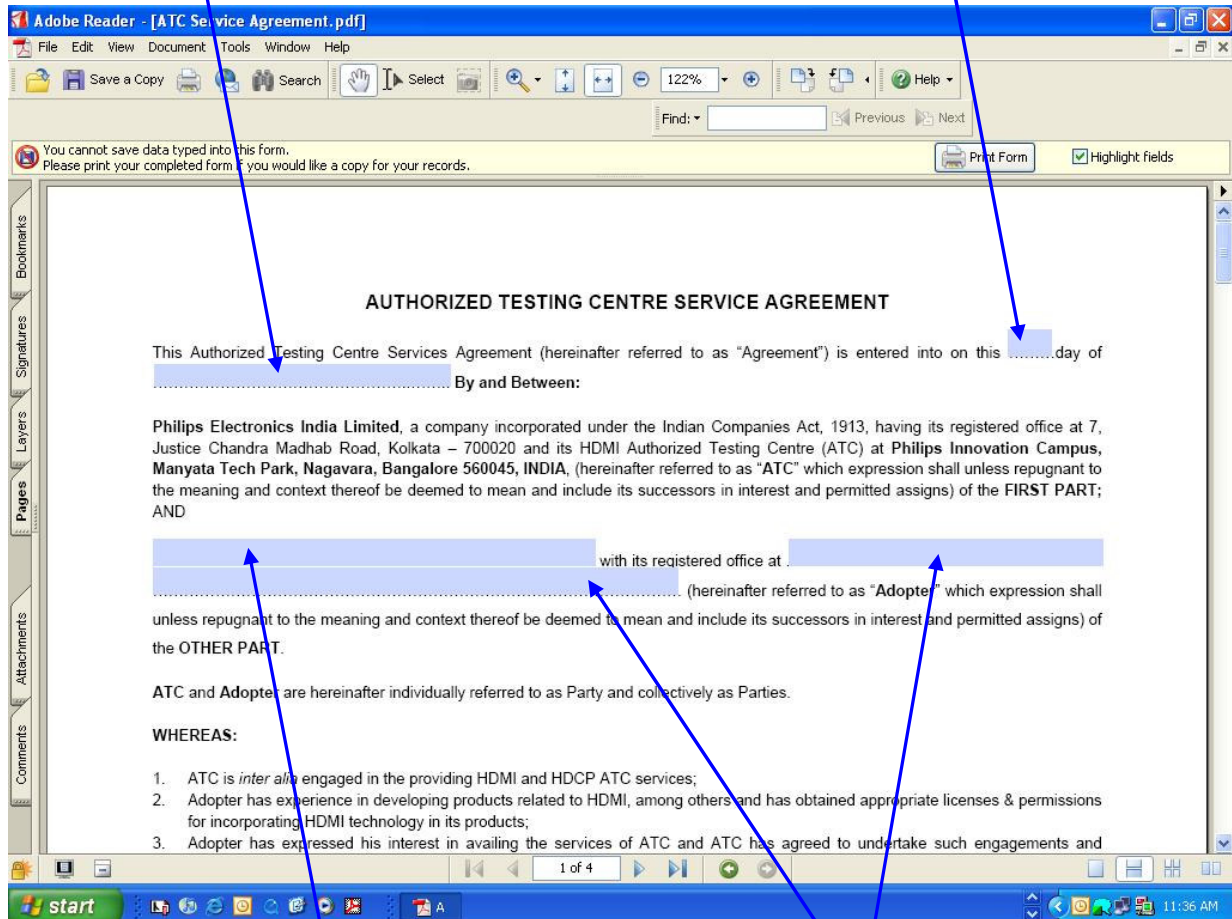 Adobe Reader - [ATC Service Agreement.pdf]
File Edit View Document Tools Window Help
Save a Copy Search Select 122% Help
Find: Previous Next
You cannot save data typed into this form.
Please print your completed form if you would like a copy for your records.
Print Form Highlight fields
Bookmarks
Signatures
Layers
Pages
Attachments
Comments
AUTHORIZED TESTING CENTRE SERVICE AGREEMENT
This Authorized Testing Centre Services Agreement (hereinafter referred to as “Agreement”) is entered into on this .........day of
...................................................... By and Between:
Philips Electronics India Limited, a company incorporated under the Indian Companies Act, 1913, having its registered office at 7,
Justice Chandra Madhab Road, Kolkata – 700020 and its HDMI Authorized Testing Centre (ATC) at Philips Innovation Campus,
Manyata Tech Park, Nagavara, Bangalore 560045, INDIA, (hereinafter referred to as “ATC” which expression shall unless repugnant to
the meaning and context thereof be deemed to mean and include its successors in interest and permitted assigns) of the FIRST PART;
AND
with its registered office at .
................................................................................................ (hereinafter referred to as “Adopter” which expression shall
unless repugnant to the meaning and context thereof be deemed to mean and include its successors in interest and permitted assigns) of
the OTHER PART.
ATC and Adopter are hereinafter individually referred to as Party and collectively as Parties.
WHEREAS:
1. ATC is inter alia engaged in the providing HDMI and HDCP ATC services;
2. Adopter has experience in developing products related to HDMI, among others and has obtained appropriate licenses & permissions
for incorporating HDMI technology in its products;
3. Adopter has expressed his interest in availing the services of ATC and ATC has agreed to undertake such engagements and
1 of 4
start A 11:36 AM